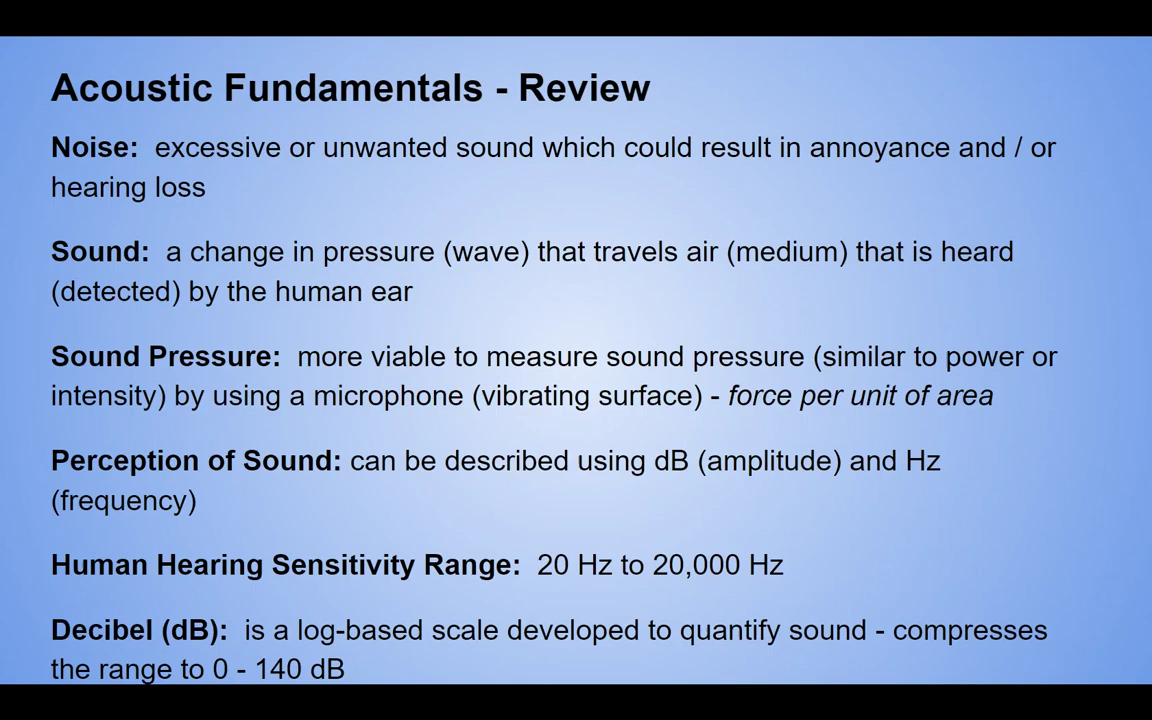 Acoustic Fundamentals - Review
Noise: excessive or unwanted sound which could result in annoyance and / or
hearing loss
Sound: a change in pressure (wave) that travels air (medium) that is heard
(detected) by the human ear
Sound Pressure: more viable to measure sound pressure (similar to power or
intensity) by using a microphone (vibrating surface) - force per unit of area
Perception of Sound: can be described using dB (amplitude) and Hz
(frequency)
Human Hearing Sensitivity Range: 20 Hz to 20,000 Hz
Decibel (dB): is a log-based scale developed to quantify sound - compresses
the range to 0 - 140 dB